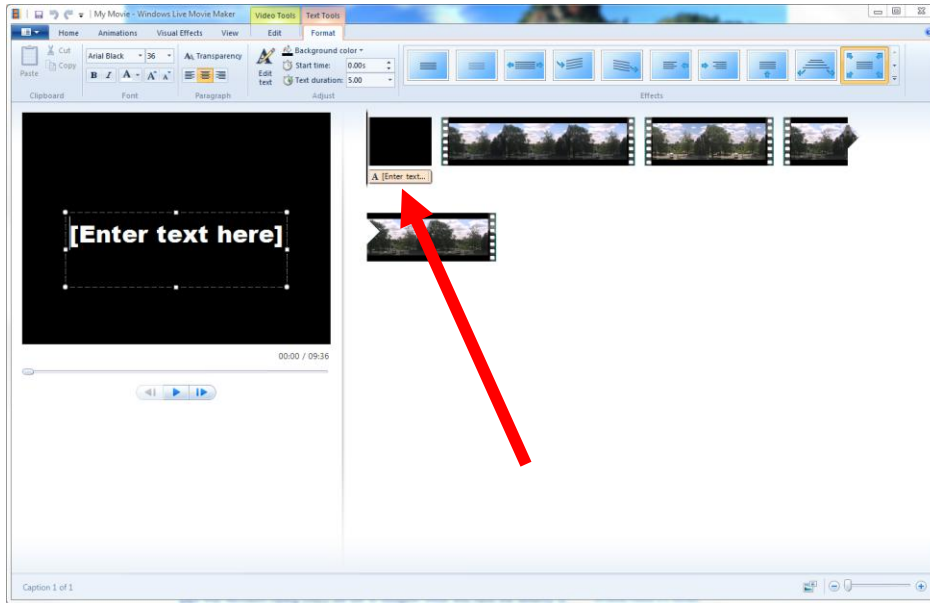 My Movie - Windows Live Movie Maker
Video Tools
Text Tools
Home
Animations
Visual Effects
View
Edit
Format
Paste
Cut
Copy
Clipboard
Arial Black
36
B I A A A
Font
Transparency
Paragraph
Edit text
Background color
Start time: 0.00s
Text duration: 5.00
Adjust
Effects
A [Enter text...
[Enter text here]
00:00 / 09:36
Caption 1 of 1